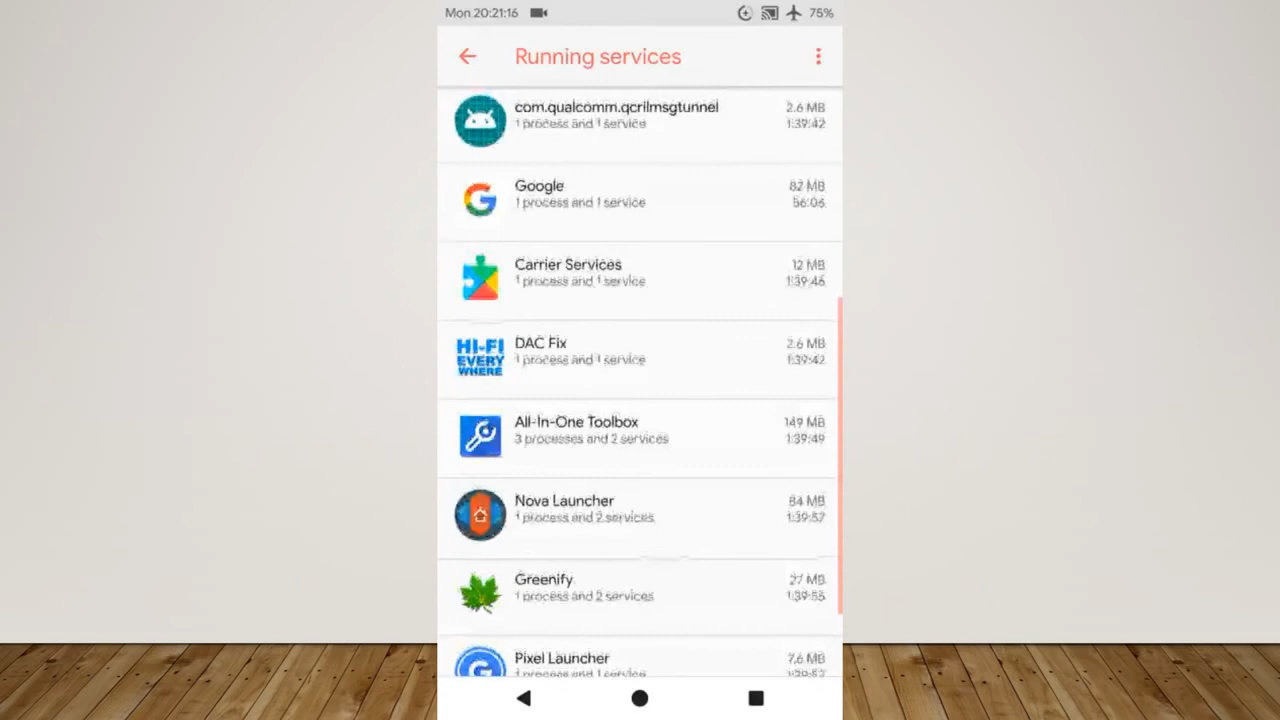 Mon 20:21:16
75%
Running services
com.qualcomm.qcrilmsgtunnel
2.6 MB
1 process and 1 service
1:39:42
Google
82 MB
1 process and 1 service
56:06
Carrier Services
12 MB
1 process and 1 service
1:39:46
DAC Fix
2.6 MB
HI-FI
EVERY
WHERE
1 process and 1 service
1:39:42
All-In-One Toolbox
149 MB
3 processes and 2 services
1:39:49
Nova Launcher
84 MB
1 process and 2 services
1:39:57
Greenify
27 MB
1 process and 2 services
1:39:55
Pixel Launcher
7.6 MB
1 process and 1 service